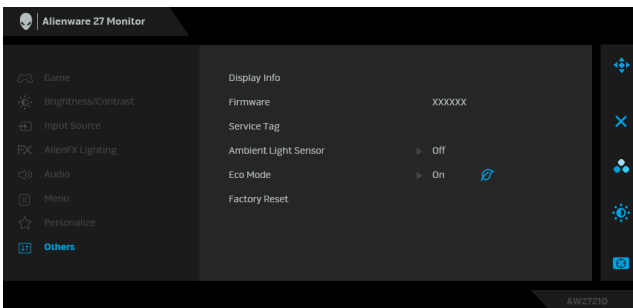 Alienware 27 Monitor
Game
Brightness/Contrast
Input Source
AlienFX Lighting
Audio
Menu
Personalize
Others
Display Info
Firmware XXXXXX
Service Tag
Ambient Light Sensor Off
Eco Mode On
Factory Reset
AW2721D